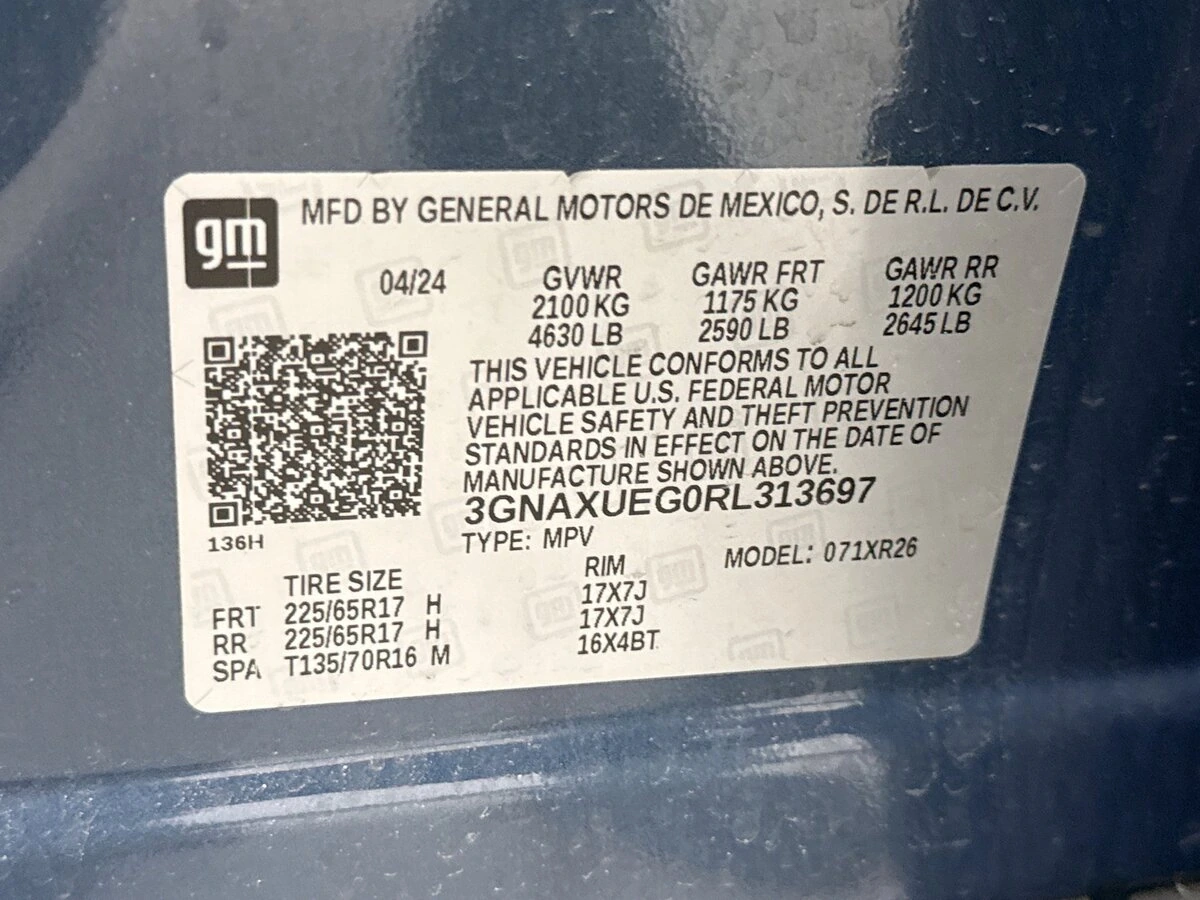 gm
MFD BY GENERAL MOTORS DE MEXICO, S. DE R.L. DE C.V.
04/24 GVWR GAWR FRT GAWR RR
2100 KG 1175 KG 1200 KG
4630 LB 2590 LB 2645 LB
THIS VEHICLE CONFORMS TO ALL
APPLICABLE U.S. FEDERAL MOTOR
VEHICLE SAFETY AND THEFT PREVENTION
STANDARDS IN EFFECT ON THE DATE OF
MANUFACTURE SHOWN ABOVE.
3GNAXUEG0RL313697
136H
TYPE: MPV MODEL: 071XR26
TIRE SIZE RIM
FRT 225/65R17 H 17X7J
RR 225/65R17 H 17X7J
SPA T135/70R16 M 16X4BT